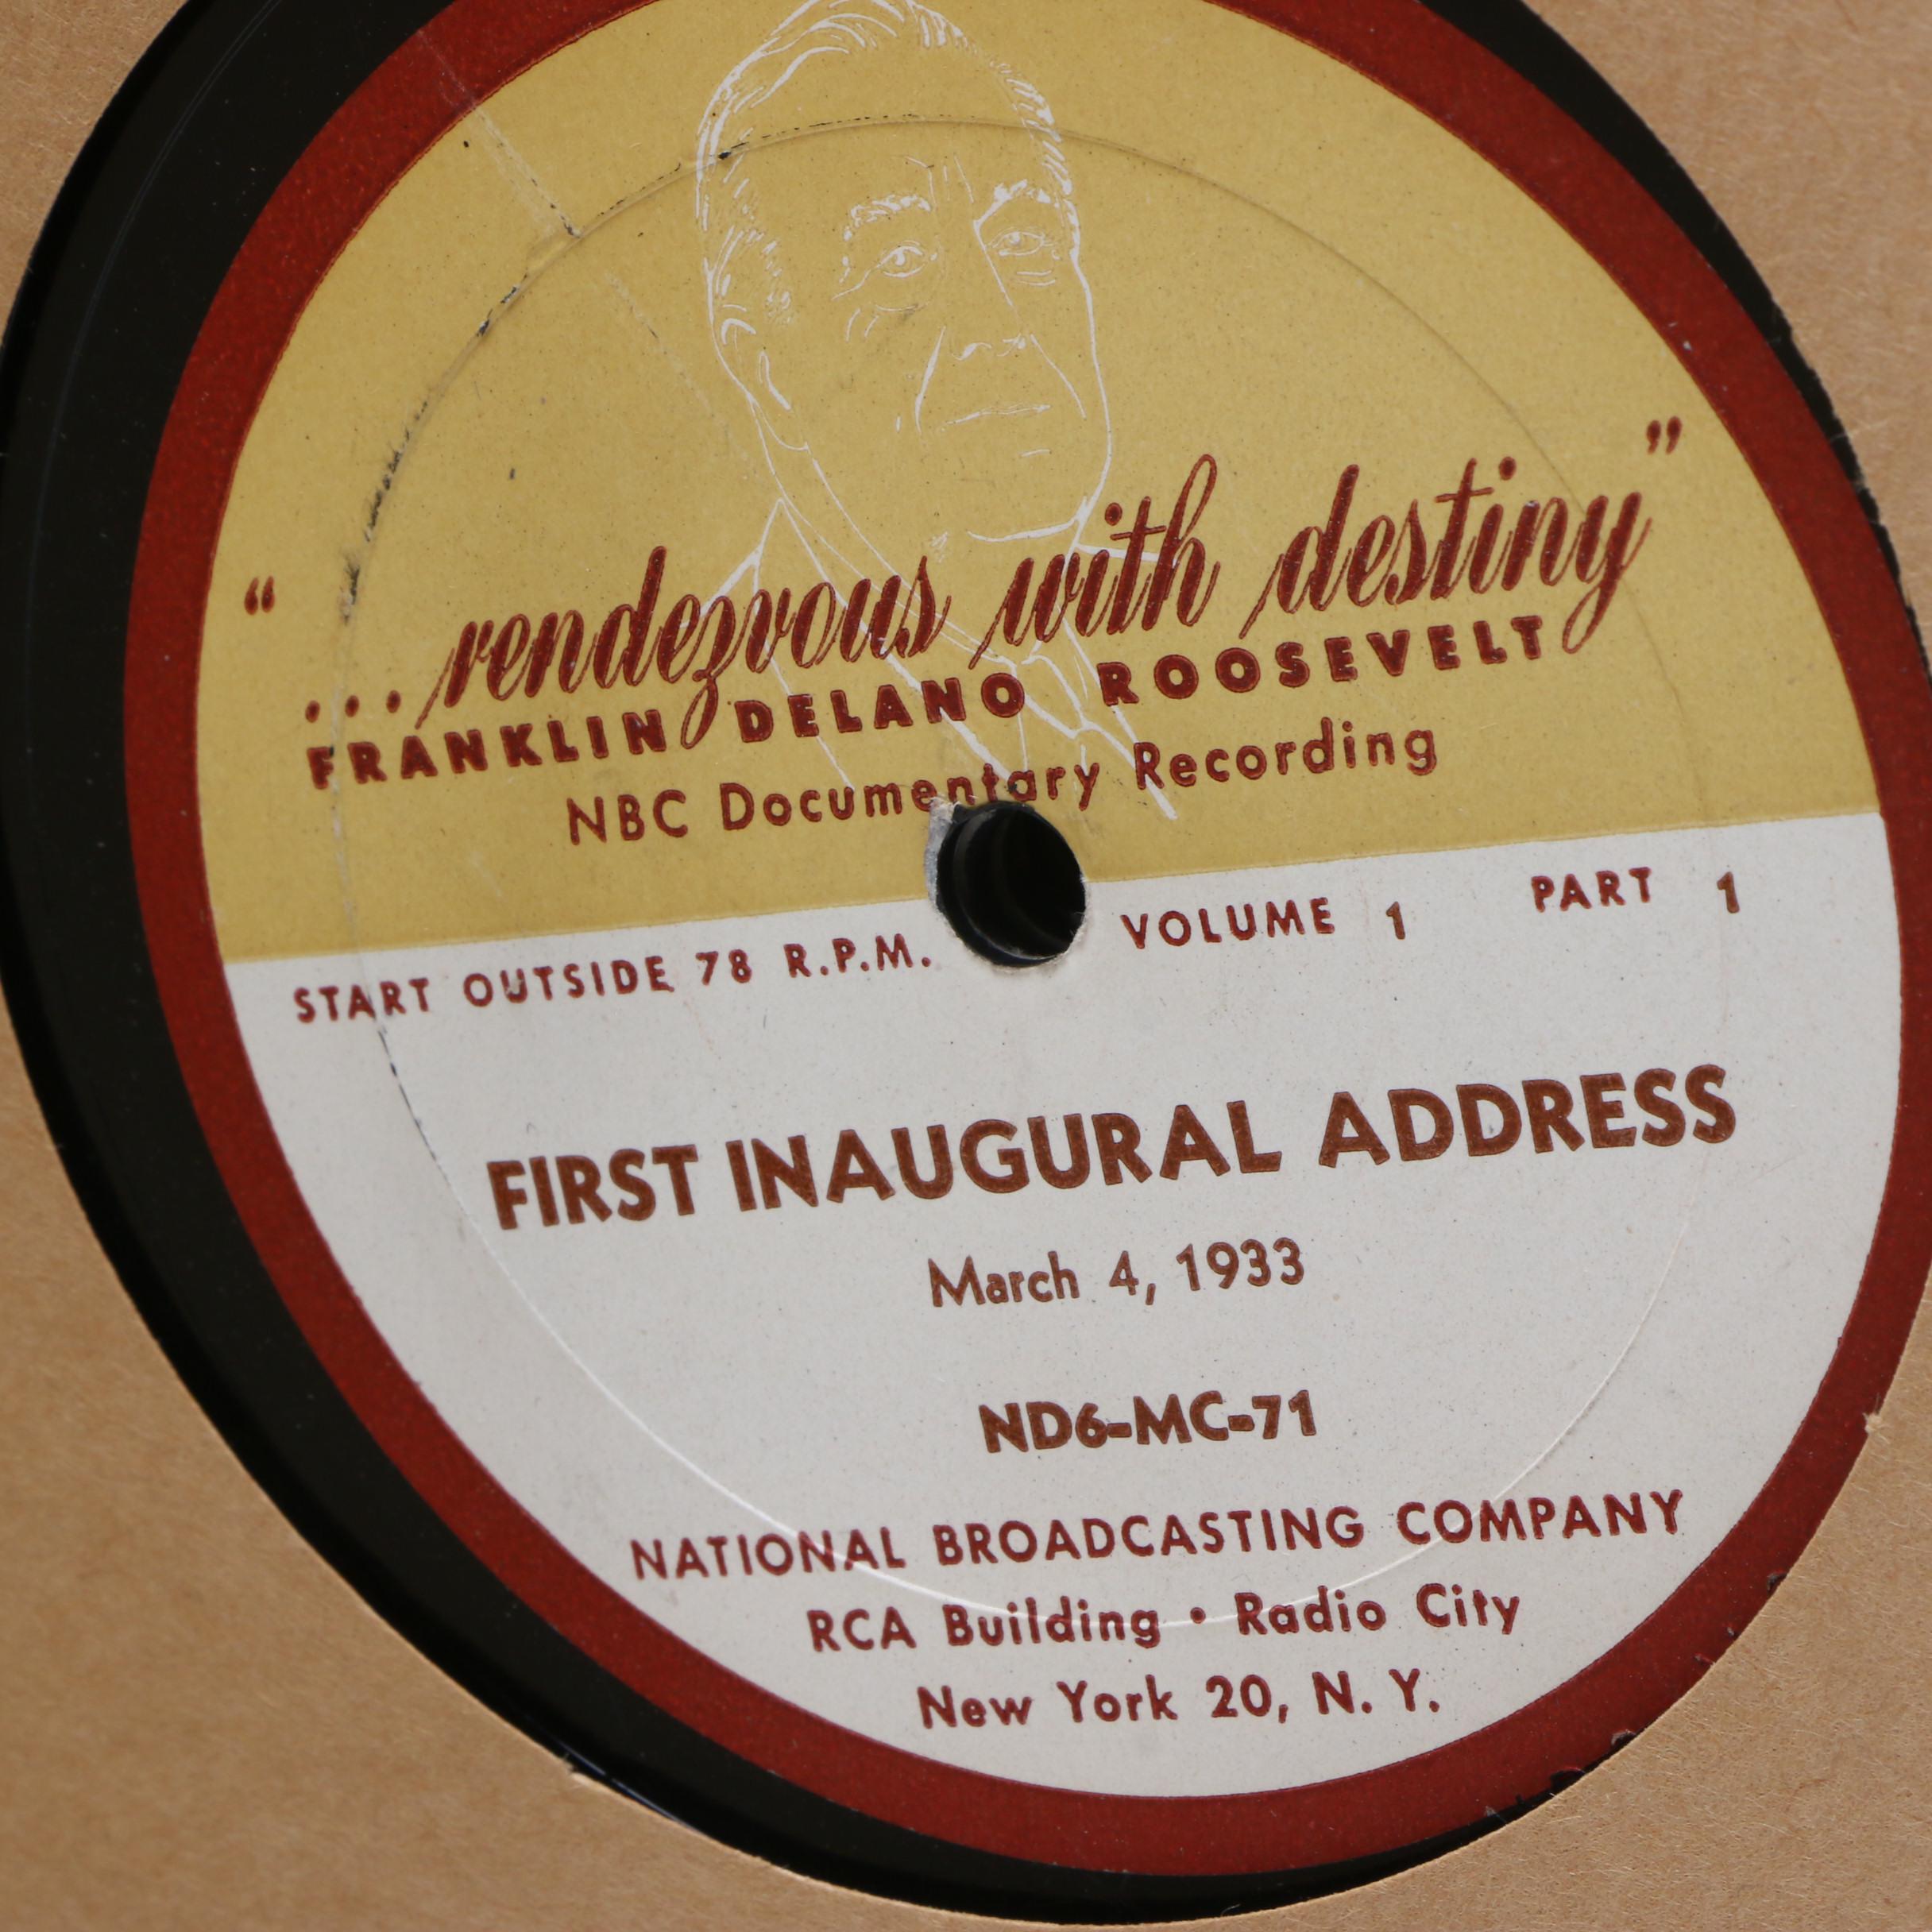 “...rendezvous with destiny”
FRANKLIN DELANO ROOSEVELT
NBC Documentary Recording
START OUTSIDE 78 R.P.M. VOLUME 1 PART 1
FIRST INAUGURAL ADDRESS
March 4, 1933
ND6-MC-71
NATIONAL BROADCASTING COMPANY
RCA Building • Radio City
New York 20, N. Y.